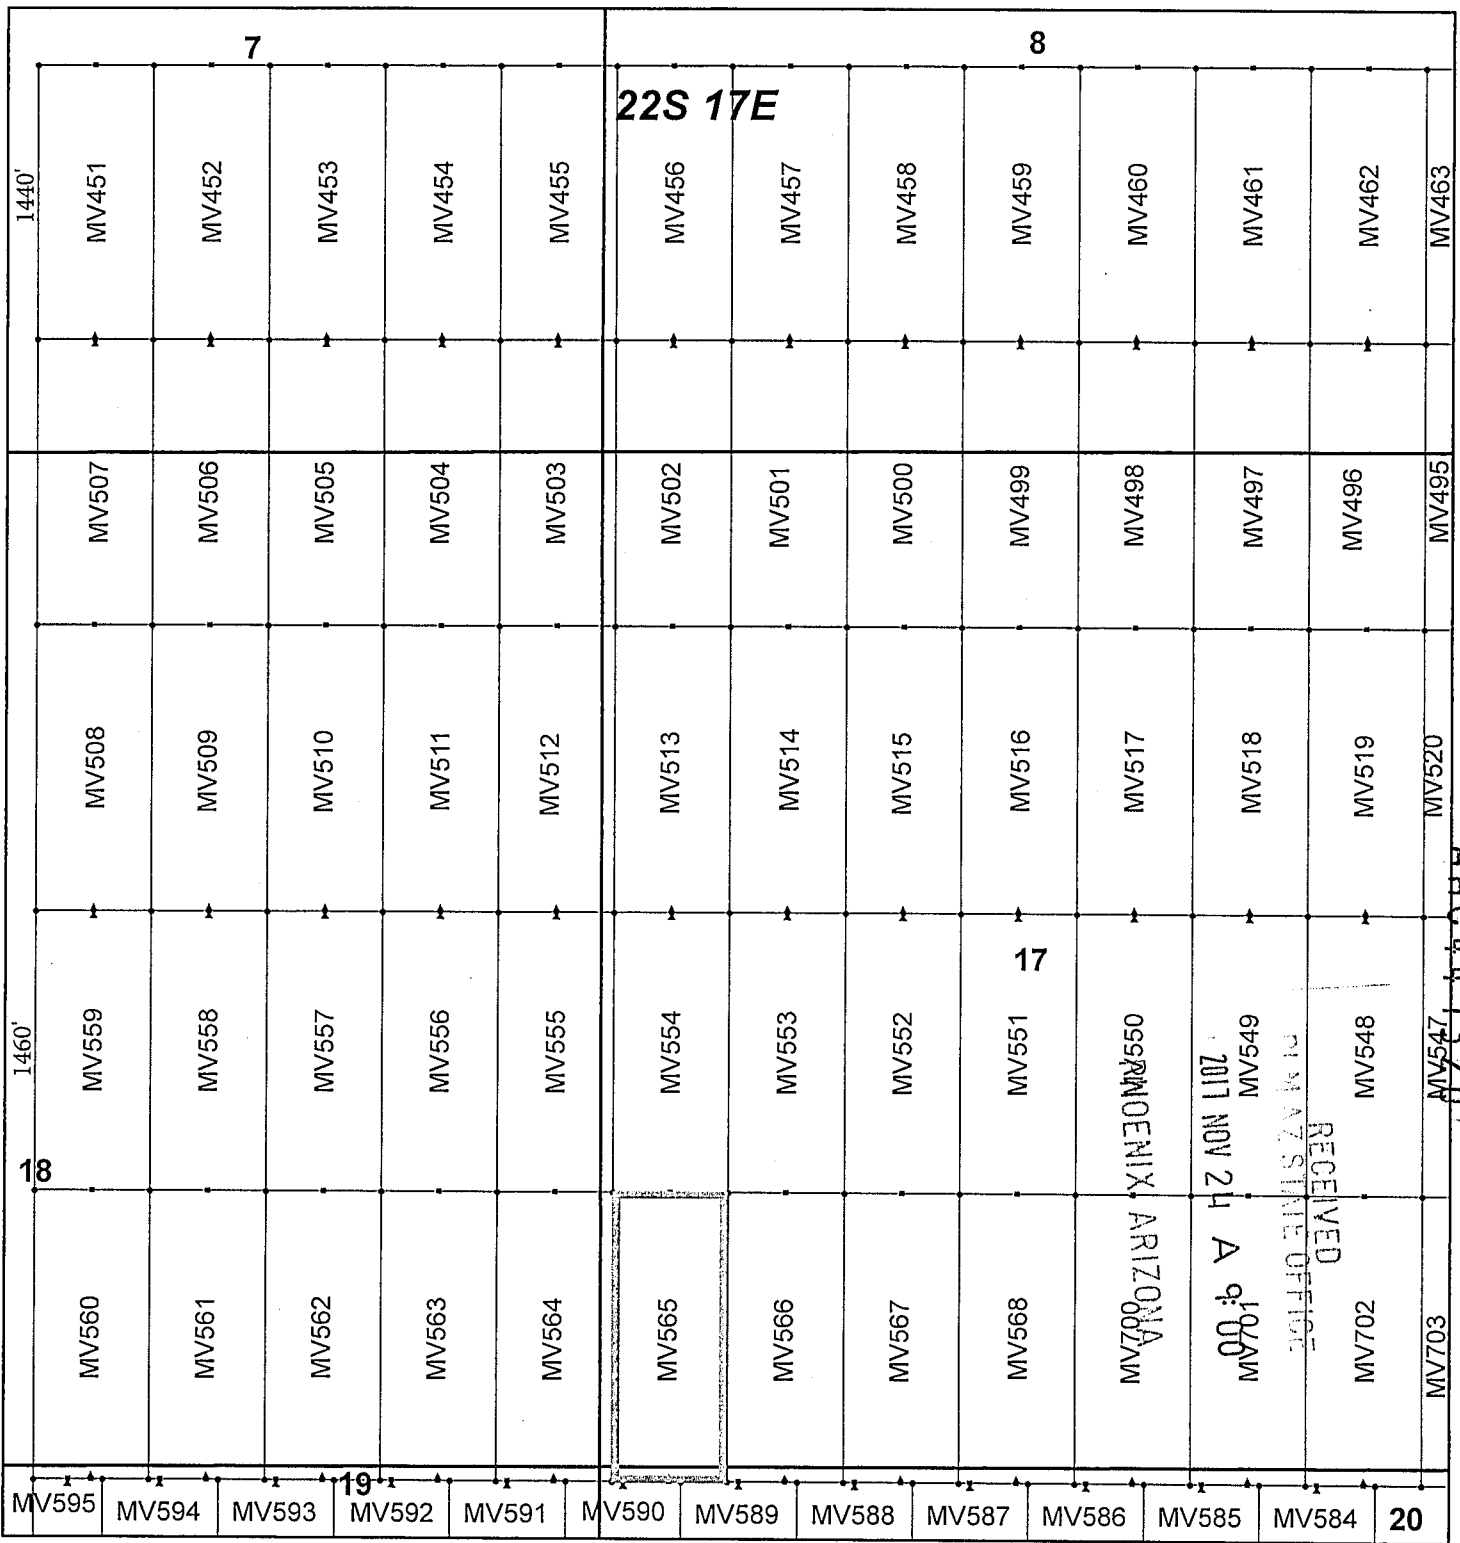 7 8
22S 17E
1440' MV451 MV452 MV453 MV454 MV455 MV456 MV457 MV458 MV459 MV460 MV461 MV462 MV463
MV507 MV506 MV505 MV504 MV503 MV502 MV501 MV500 MV499 MV498 MV497 MV496 MV495
MV508 MV509 MV510 MV511 MV512 MV513 MV514 MV515 MV516 MV517 MV518 MV519 MV520
17
1460' MV559 MV558 MV557 MV556 MV555 MV554 MV553 MV552 MV551 MV550 MV549 MV548 MV547
18
MV560 MV561 MV562 MV563 MV564 MV565 MV566 MV567 MV568 MV700 MV701 MV702 MV703
RECEIVED
BLM AZ STATE OFFICE
2011 NOV 24 A 9:00
PHOENIX ARIZONA
19
MV595 MV594 MV593 MV592 MV591 MV590 MV589 MV588 MV587 MV586 MV585 MV584 20